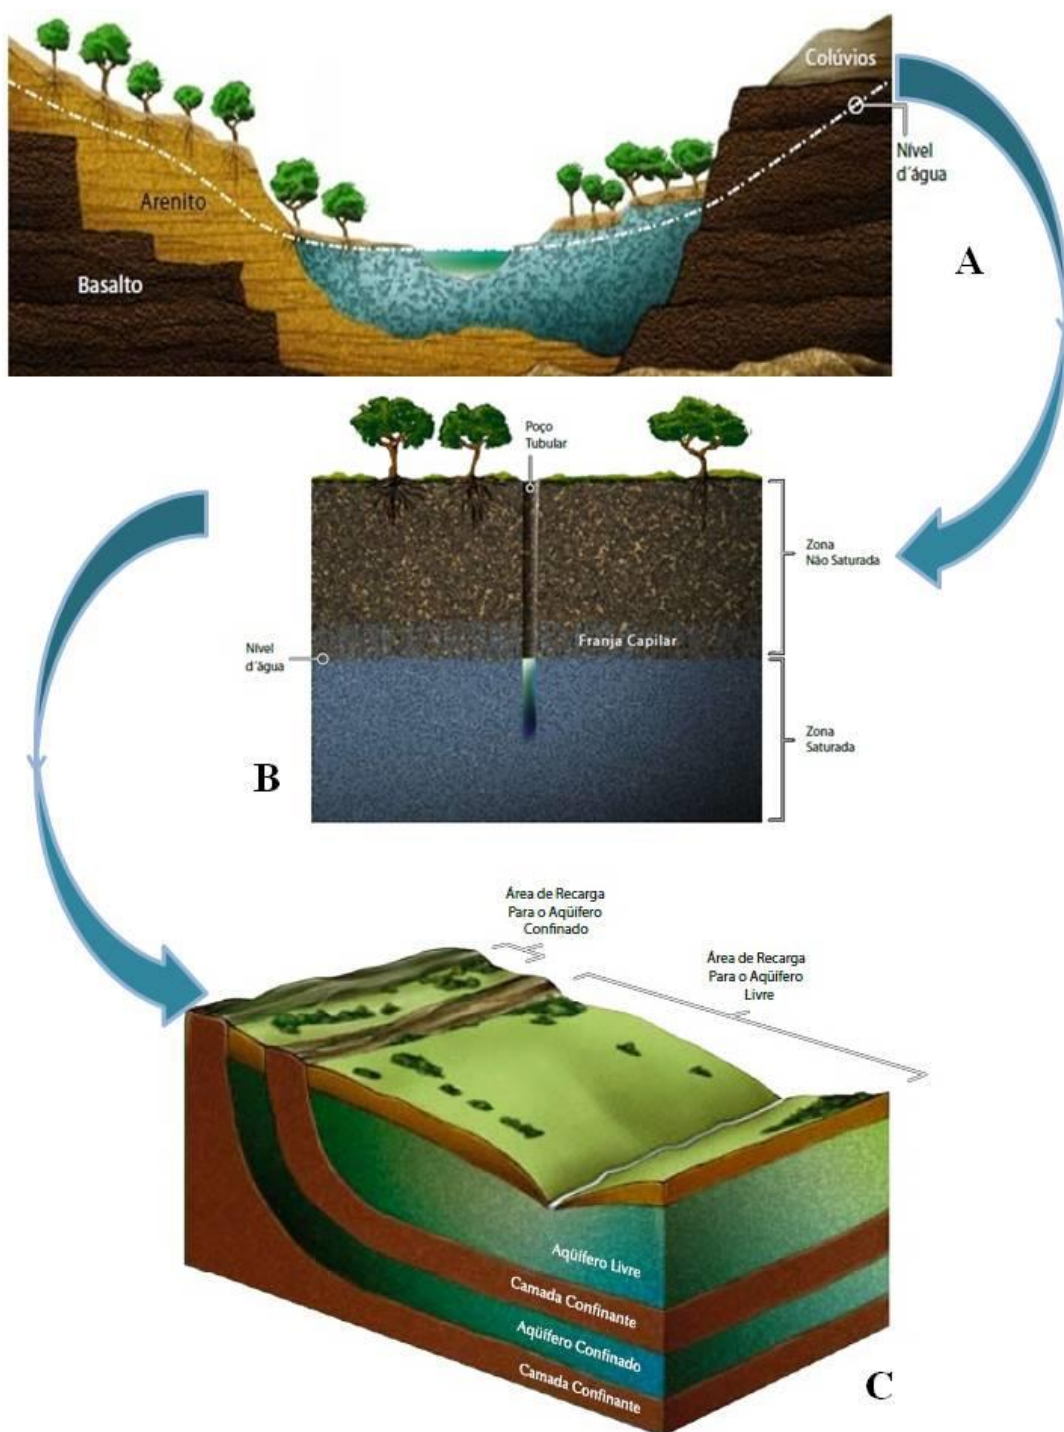 Colúvios
Nível
d´água
Arenito
Basalto
A
Poço
Tubular
Zona
Não Saturada
Franja Capilar
Nível
d´água
Zona
Saturada
B
Área de Recarga
Para o Aqüífero
Confinado
Área de Recarga
Para o Aqüífero
Livre
Aqüífero Livre
Camada Confinante
Aqüífero Confinado
Camada Confinante
C